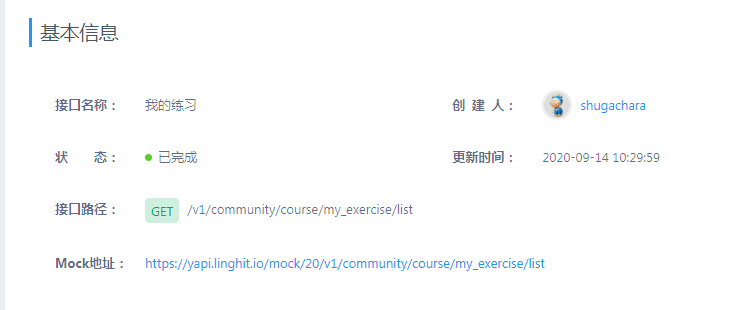 基本信息
接口名称： 我的练习 创 建 人： shugachara
状 态： 已完成 更新时间： 2020-09-14 10:29:59
接口路径： GET /v1/community/course/my_exercise/list
Mock地址： https://yapi.linghit.io/mock/20/v1/community/course/my_exercise/list